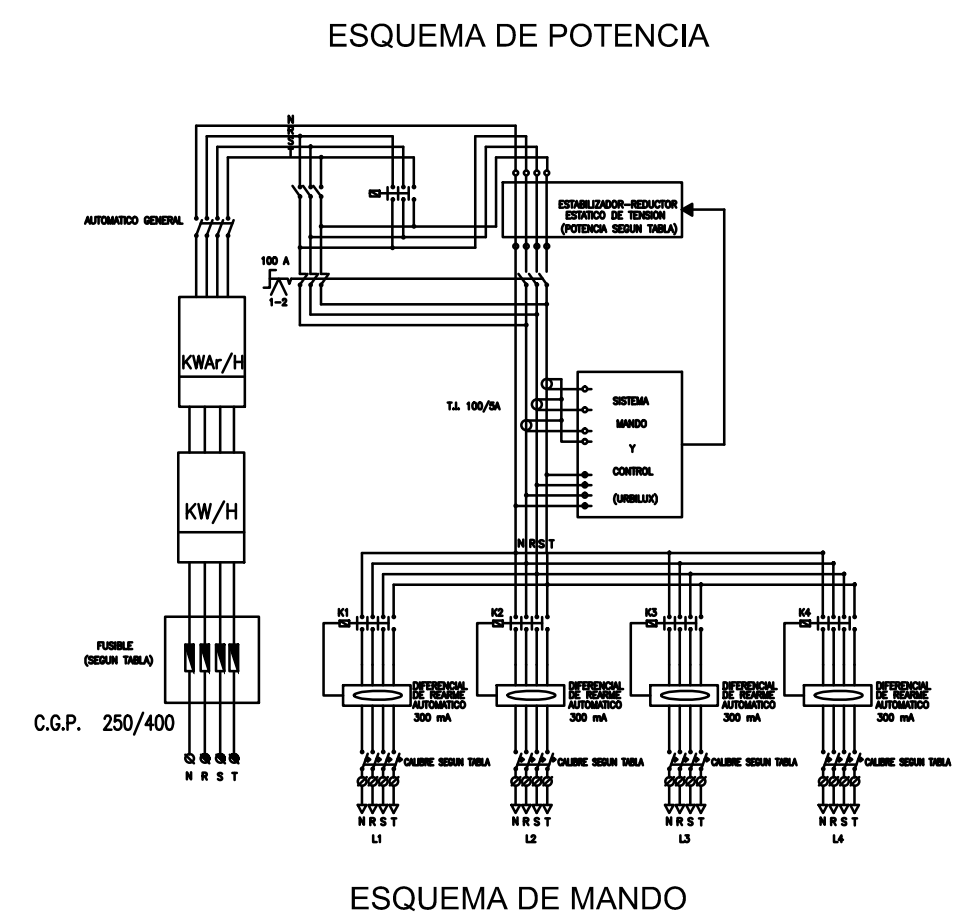 ESQUEMA DE POTENCIA
N
R
S
T
AUTOMATICO GENERAL
ESTABILIZADOR-REDUCTOR
ESTATICO DE TENSION
(POTENCIA SEGUN TABLA)
100 A
1-2
KWAr/H
T.I. 100/5A
SISTEMA
MANDO
Y
CONTROL
(URBILUX)
KW/H
N R S T
K1
K2
K3
K4
FUSIBLE
(SEGUN TABLA)
DIFERENCIAL
DE REARME
AUTOMATICO
300 mA
DIFERENCIAL
DE REARME
AUTOMATICO
300 mA
DIFERENCIAL
DE REARME
AUTOMATICO
300 mA
DIFERENCIAL
DE REARME
AUTOMATICO
300 mA
C.G.P. 250/400
N R S T
CALIBRE SEGUN TABLA
CALIBRE SEGUN TABLA
CALIBRE SEGUN TABLA
CALIBRE SEGUN TABLA
N R S T
N R S T
N R S T
N R S T
L1
L2
L3
L4
ESQUEMA DE MANDO